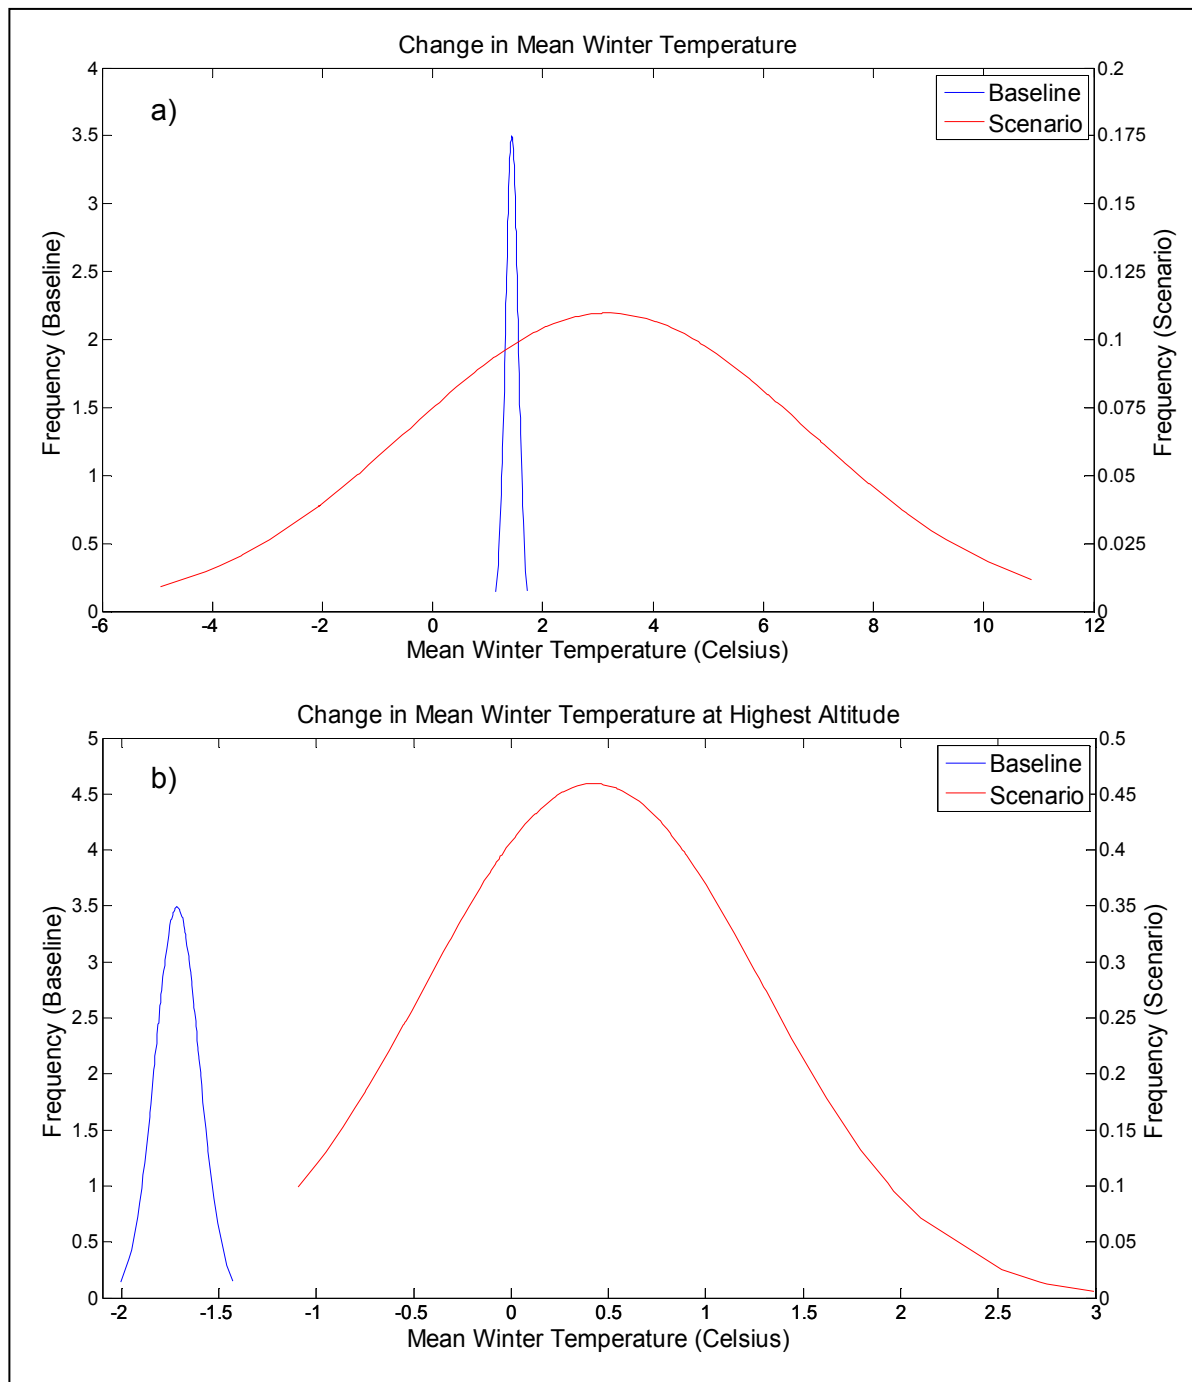 Change in Mean Winter Temperature
a)
Baseline
Scenario
4
3.5
3
2.5
2
1.5
1
0.5
0
0.2
0.175
0.15
0.125
0.1
0.075
0.05
0.025
0
Frequency (Baseline)
Frequency (Scenario)
-6 -4 -2 0 2 4 6 8 10 12
Mean Winter Temperature (Celsius)
Change in Mean Winter Temperature at Highest Altitude
b)
Baseline
Scenario
5
4.5
4
3.5
3
2.5
2
1.5
1
0.5
0
0.5
0.45
0.4
0.35
0.3
0.25
0.2
0.15
0.1
0.05
0
Frequency (Baseline)
Frequency (Scenario)
-2 -1.5 -1 -0.5 0 0.5 1 1.5 2 2.5 3
Mean Winter Temperature (Celsius)